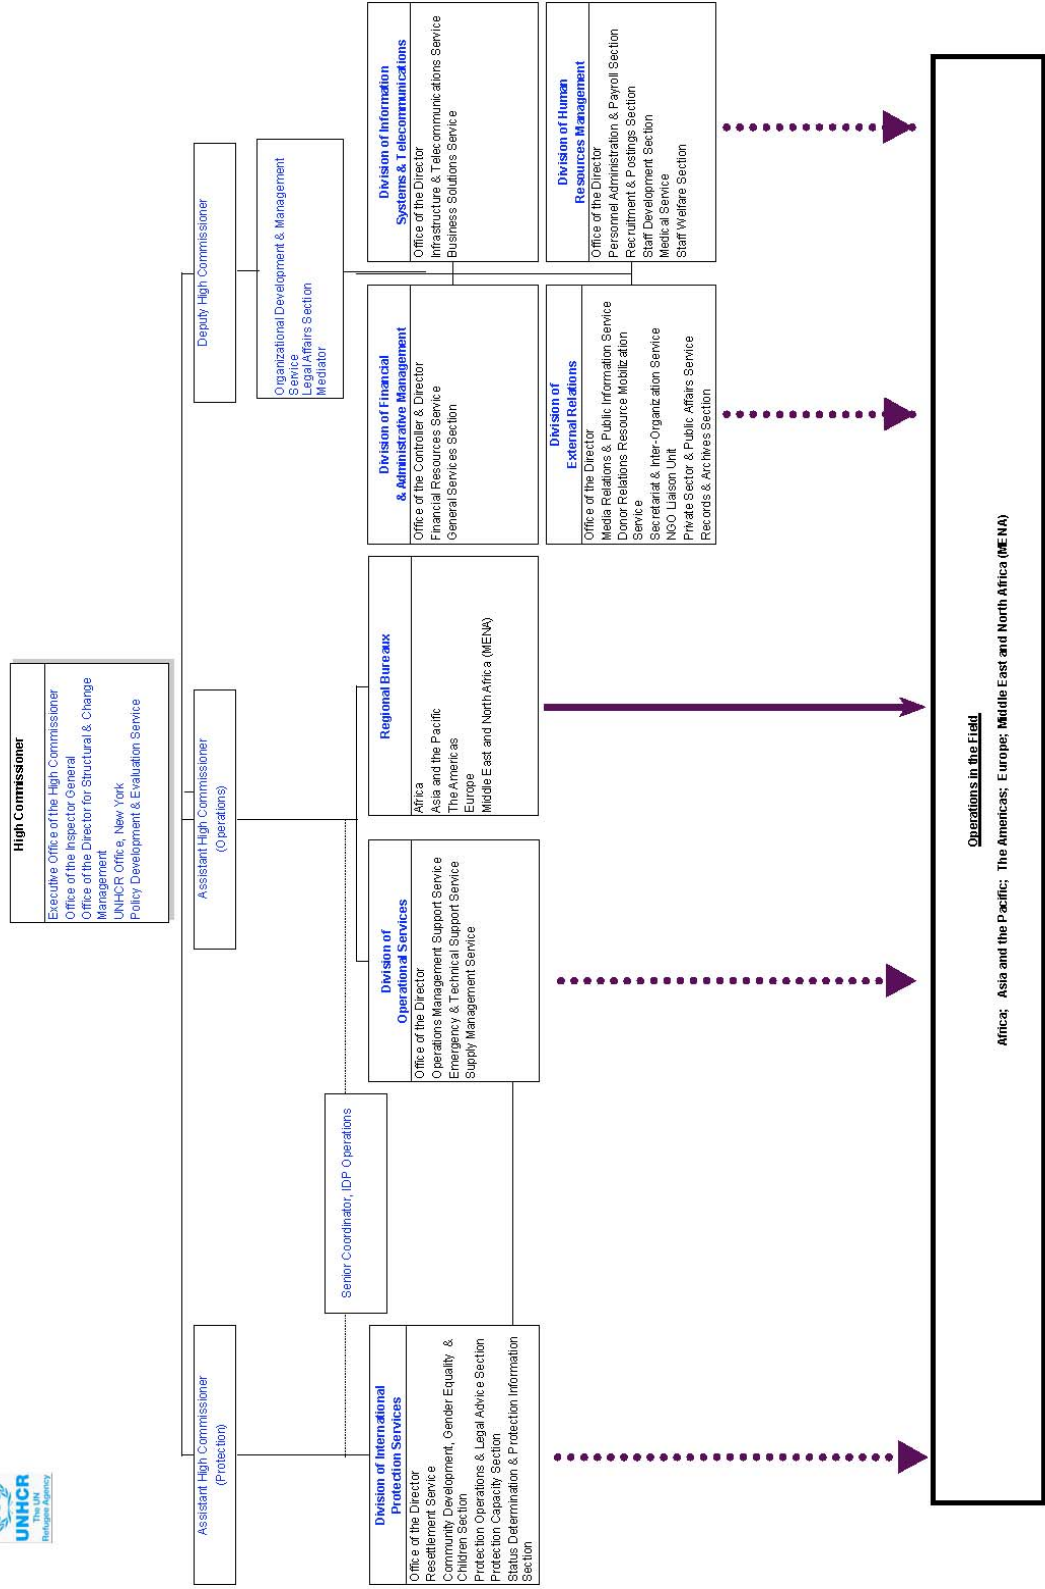 UNHCR
The UN
Refugee Agency
High Commissioner
Executive Office of the High Commissioner
Office of the Inspector General
Office of the Director for Structural & Change
Management
UNHCR Office, New York
Policy Development & Evaluation Service
Assistant High Commissioner
(Protection)
Assistant High Commissioner
(Operations)
Deputy High Commissioner
Organizational Development & Management
Service
Legal Affairs Section
Mediator
Senior Coordinator, IDP Operations
Division of International
Protection Services
Office of the Director
Resettlement Service
Community Development, Gender Equality &
Children Section
Protection Operations & Legal Advice Section
Protection Capacity Section
Status Determination & Protection Information
Section
Division of
Operational Services
Office of the Director
Operations Management Support Service
Emergency & Technical Support Service
Supply Management Service
Regional Bureaux
Africa
Asia and the Pacific
The Americas
Europe
Middle East and North Africa (MENA)
Division of Financial
& Administrative Management
Office of the Controller & Director
Financial Resources Service
General Services Section
Division of Information
Systems & Telecommunications
Office of the Director
Infrastructure & Telecommunications Service
Business Solutions Service
Division of
External Relations
Office of the Director
Media Relations & Public Information Service
Donor Relations Resource Mobilization
Service
Secretariat & Inter-Organization Service
NGO Liaison Unit
Private Sector & Public Affairs Service
Records & Archives Section
Division of Human
Resources Management
Office of the Director
Personnel Administration & Payroll Section
Recruitment & Postings Section
Staff Development Section
Medical Service
Staff Welfare Section
Operations in the Field
Africa; Asia and the Pacific; The Americas; Europe; Middle East and North Africa (MENA)